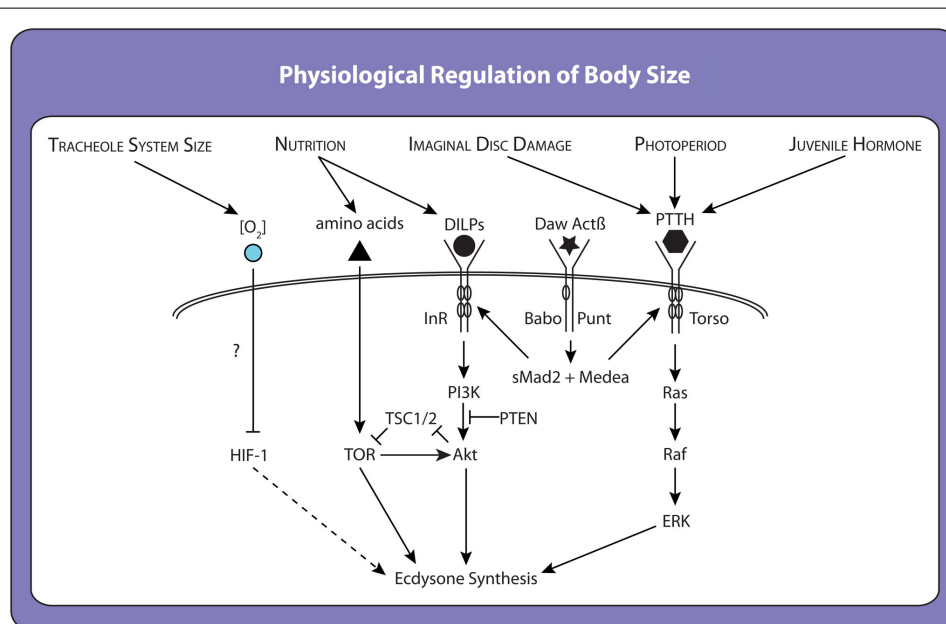 Physiological Regulation of Body Size
TRACHEOLE SYSTEM SIZE
NUTRITION
IMAGINAL DISC DAMAGE
PHOTOPERIOD
JUVENILE HORMONE
[O₂]
amino acids
DILPs
Daw Actß
PTTH
InR
Babo
Punt
Torso
?
sMad2 + Medea
PI3K
Ras
TSC1/2
PTEN
HIF-1
TOR
Akt
Raf
ERK
Ecdysone Synthesis